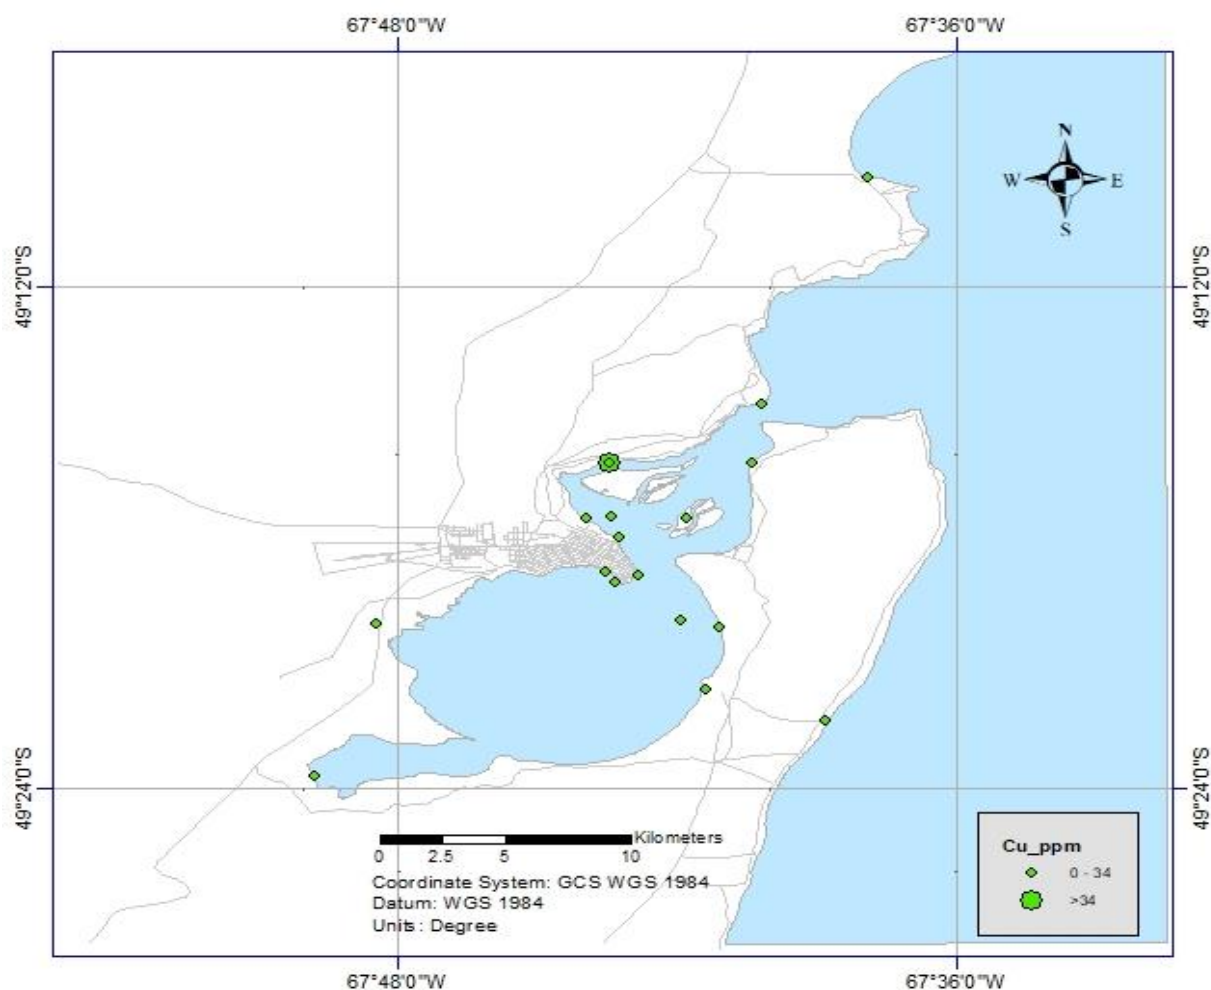 67°48'0"W 67°36'0"W
N
W E
S
49°12'0"S 49°12'0"S
49°24'0"S 49°24'0"S
Kilometers
0 2.5 5 10
Coordinate System: GCS WGS 1984
Datum: WGS 1984
Units: Degree
Cu_ppm
0 - 34
>34
67°48'0"W 67°36'0"W